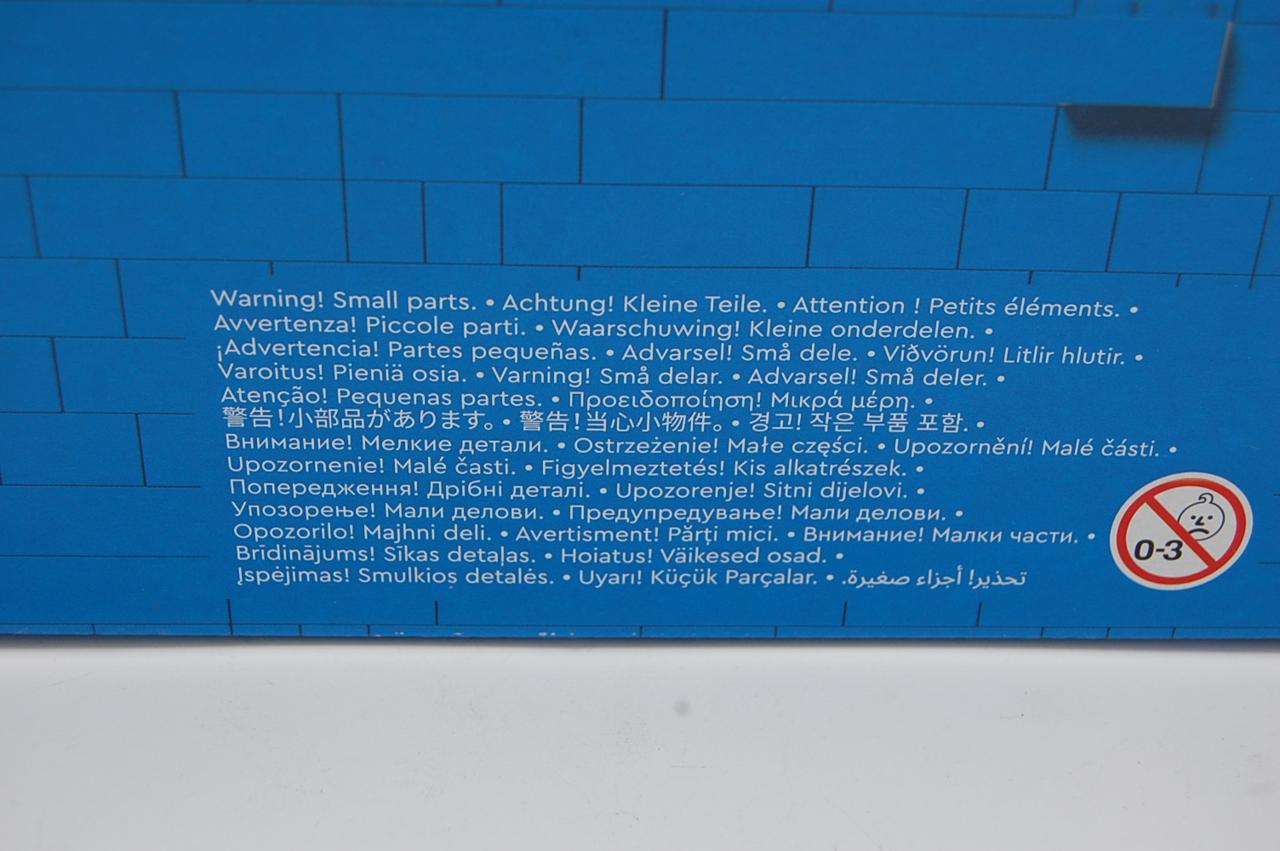 Warning! Small parts. • Achtung! Kleine Teile. • Attention ! Petits éléments. •
Avvertenza! Piccole parti. • Waarschuwing! Kleine onderdelen. •
¡Advertencia! Partes pequeñas. • Advarsel! Små dele. • Viðvörun! Litlir hlutir. •
Varoitus! Pieniä osia. • Varning! Små delar. • Advarsel! Små deler. •
Atenção! Pequenas partes. • Προειδοποίηση! Μικρά μέρη. •
警告!小部品があります。• 警告!当心小物件。• 경고! 작은 부품 포함. •
Внимание! Мелкие детали. • Ostrzeżenie! Małe części. • Upozornění! Malé části. •
Upozornenie! Malé časti. • Figyelmeztetés! Kis alkatrészek. •
Попередження! Дрібні деталі. • Upozorenje! Sitni dijelovi. •
Упозорење! Мали делови. • Предупредување! Мали делови. •
Opozorilo! Majhni deli. • Avertisment! Părți mici. • Внимание! Малки части. •
Brīdinājums! Sīkas detaļas. • Hoiatus! Väikesed osad. •
Įspėjimas! Smulkios detalės. • Uyarı! Küçük Parçalar. • تحذير! أجزاء صغيرة.
0-3